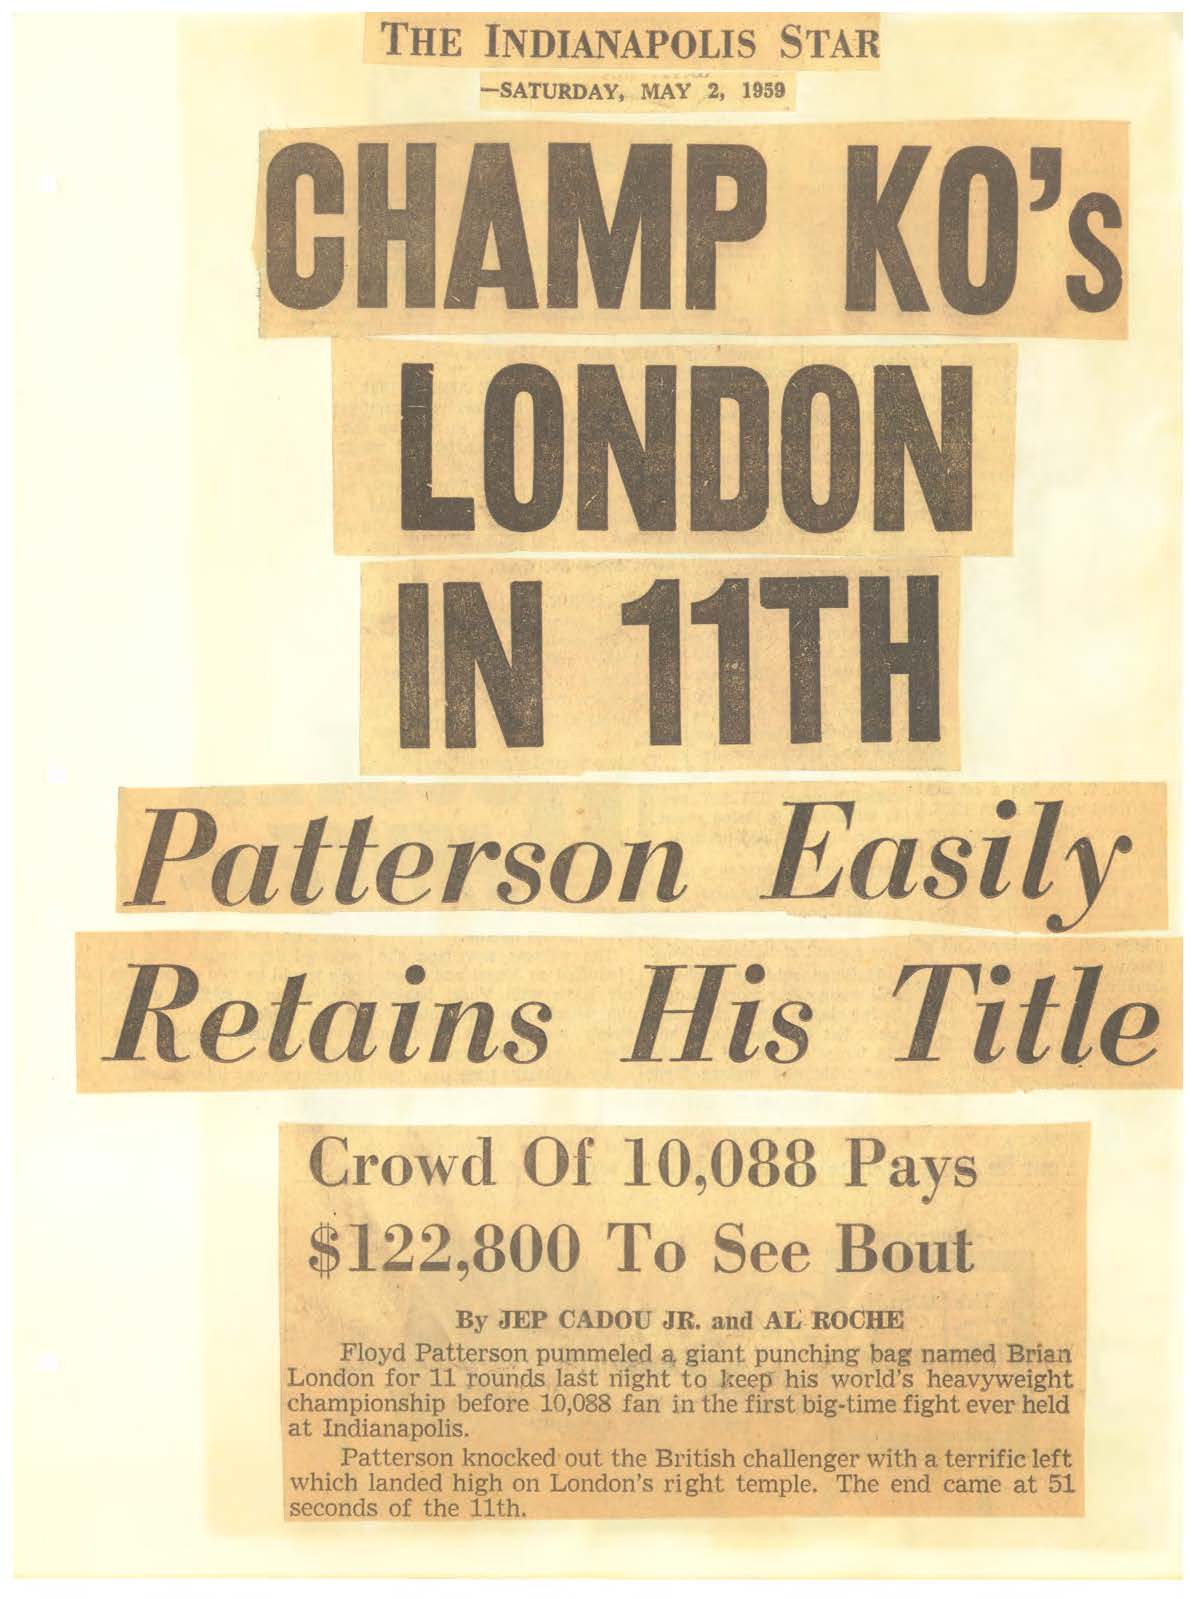 THE INDIANAPOLIS STAR
—SATURDAY, MAY 2, 1959
CHAMP KO's
LONDON
IN 11TH
Patterson Easily
Retains His Title
Crowd Of 10,088 Pays
$122,800 To See Bout
By JEP CADOU JR. and AL ROCHE
Floyd Patterson pummeled a giant punching bag named Brian
London for 11 rounds last night to keep his world's heavyweight
championship before 10,088 fan in the first big-time fight ever held
at Indianapolis.
Patterson knocked out the British challenger with a terrific left
which landed high on London's right temple. The end came at 51
seconds of the 11th.